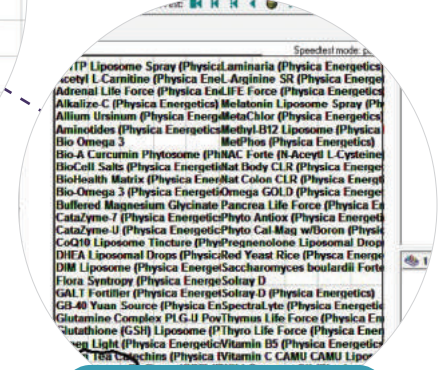 Speedtest mode:
TP Liposome Spray (Physica Laminaria (Physica Energetics)
Acetyl L-Carnitine (Physica Ene L-Arginine SR (Physica Energe
Adrenal Life Force (Physica En LIFE Force (Physica Energetics)
Alkalize-C (Physica Energetics) Melatonin Liposome Spray (Ph
Allium Ursinum (Physica Energe MetaChlor (Physica Energetics)
Aminotides (Physica Energetics Methyl-B12 Liposome (Physica
Bio Omega 3 MetPhos (Physica Energetics)
Bio-A Curcumin Phytosome (Ph NAC Forte (N-Aceytl L-Cysteine
BioCell Salts (Physica Energeti Nat Body CLR (Physica Energe
BioHealth Matrix (Physica Ener Nat Colon CLR (Physica Energ
Bio-Omega 3 (Physica Energeti Omega GOLD (Physica Energe
Buffered Magnesium Glycinate Pancrea Life Force (Physica En
CataZyme-7 (Physica Energetic Phyto Antiox (Physica Energeti
CataZyme-U (Physica Energetic Phyto Cal-Mag w/Boron (Physic
CoQ10 Liposome Tincture (Phy Pregnenolone Liposomal Drop
DHEA Liposomal Drops (Physica Red Yeast Rice (Physca Energe
DIM Liposome (Physica Energe Saccharomyces boulardii Forte
Flora Syntropy (Physica Energe Solray D
GALT Fortifier (Physica Energet Solray-D (Physica Energetics)
GB-40 Yuan Source (Physica En SpectraLyte (Physica Energetic
Glutamine Complex PLG-U Pow Thymus Life Force (Physica En
Glutathione (GSH) Liposome (P Thyro Life Force (Physica Ener
Light (Physica Energetic Vitamin B5 (Physica Energetics)
Tea Catechins (Physica Vitamin C CAMU CAMU Lipos
1